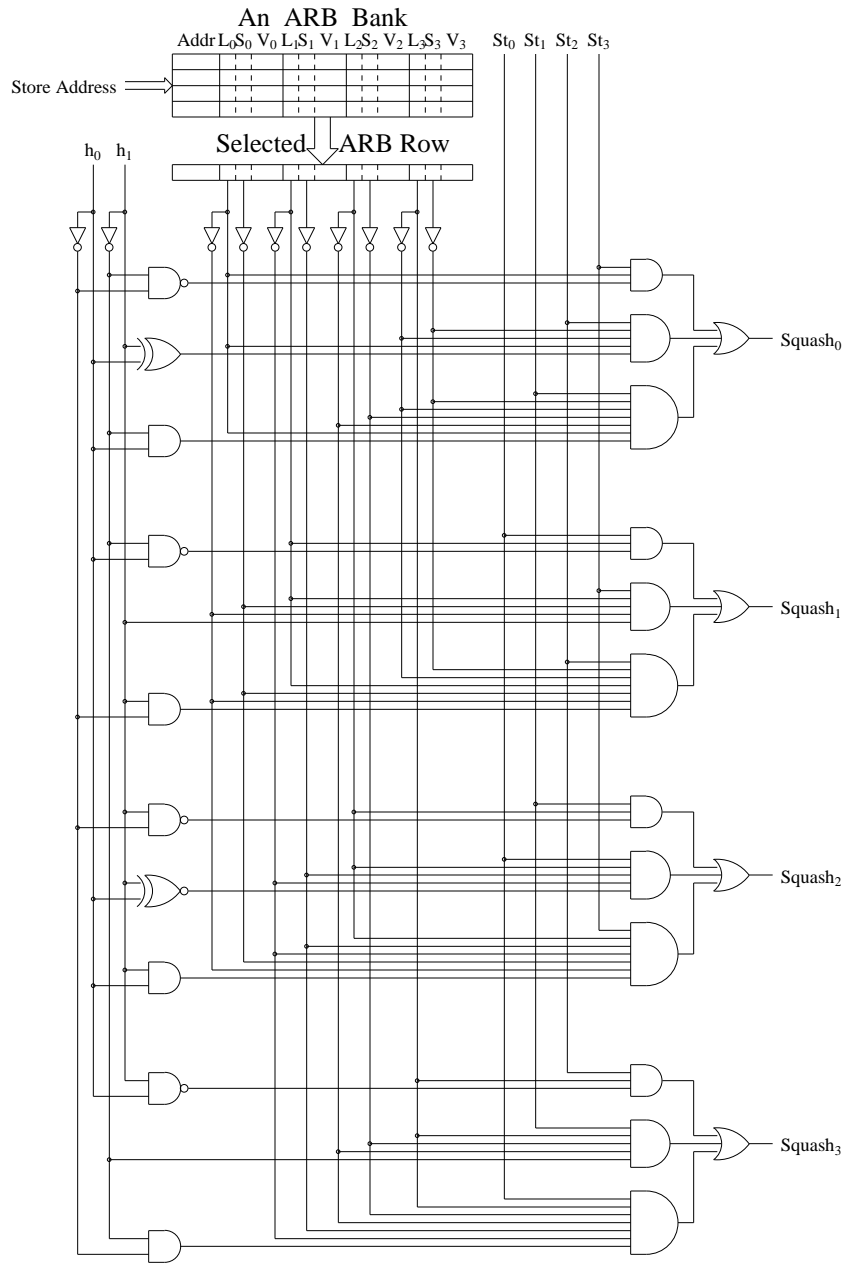 An ARB Bank
Addr L₀ S₀ V₀ L₁ S₁ V₁ L₂ S₂ V₂ L₃ S₃ V₃ St₀ St₁ St₂ St₃
Store Address
Selected ARB Row
h₀ h₁
Squash₀
Squash₁
Squash₂
Squash₃